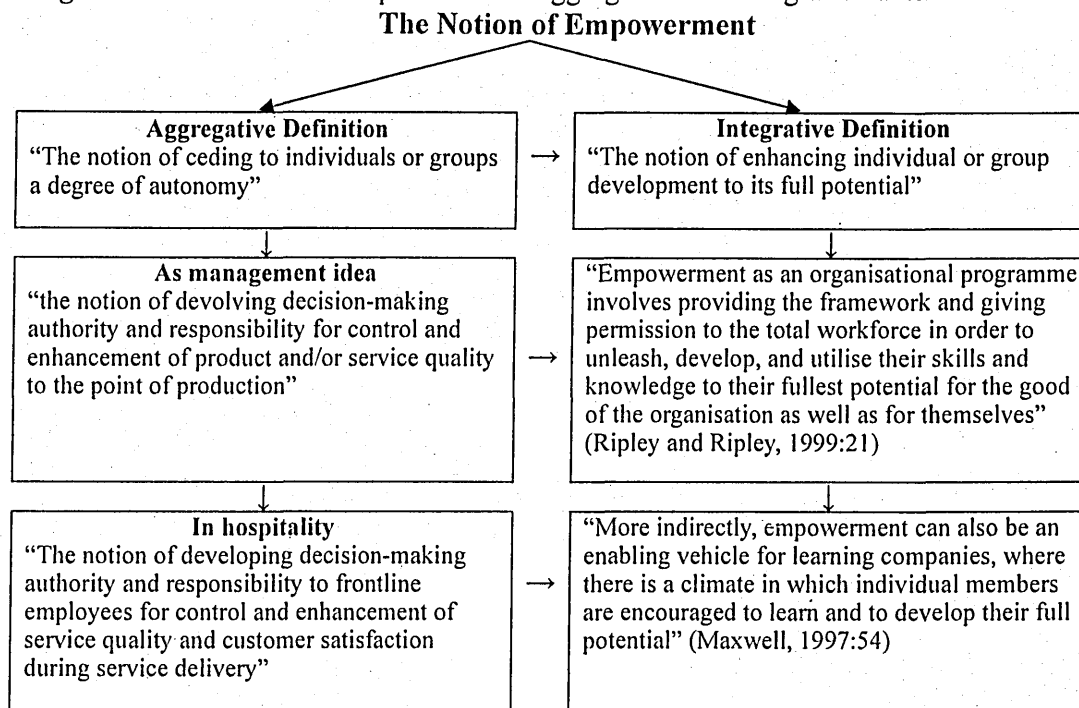 The Notion of Empowerment
Aggregative Definition
“The notion of ceding to individuals or groups
a degree of autonomy”
→
Integrative Definition
“The notion of enhancing individual or group
development to its full potential”
As management idea
“the notion of devolving decision-making
authority and responsibility for control and
enhancement of product and/or service quality
to the point of production”
→
“Empowerment as an organisational programme
involves providing the framework and giving
permission to the total workforce in order to
unleash, develop, and utilise their skills and
knowledge to their fullest potential for the good
of the organisation as well as for themselves”
(Ripley and Ripley, 1999:21)
In hospitality
“The notion of developing decision-making
authority and responsibility to frontline
employees for control and enhancement of
service quality and customer satisfaction
during service delivery”
→
“More indirectly, empowerment can also be an
enabling vehicle for learning companies, where
there is a climate in which individual members
are encouraged to learn and to develop their full
potential” (Maxwell, 1997:54)